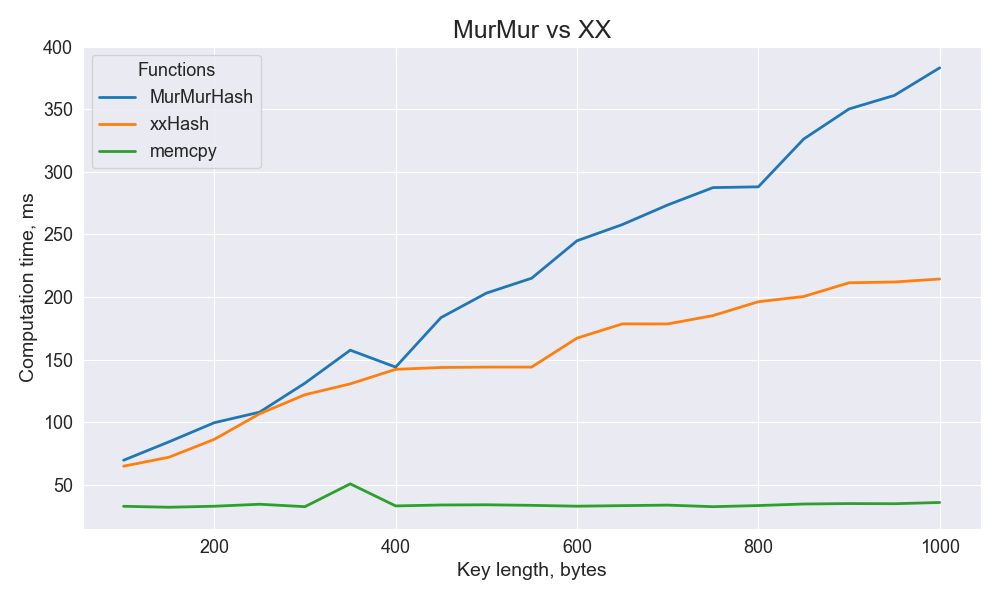 MurMur vs XX
Functions
MurMurHash
xxHash
memcpy
Computation time, ms
400
350
300
250
200
150
100
50
200
400
600
800
1000
Key length, bytes